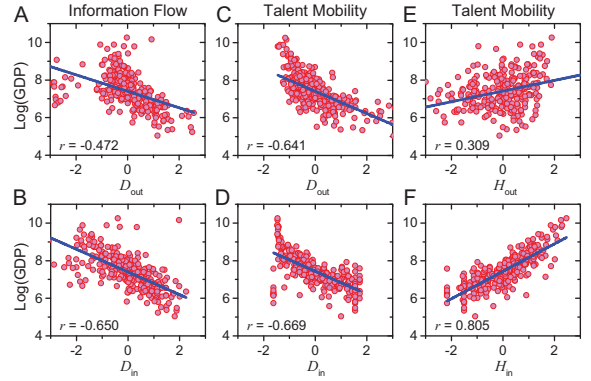 A Information Flow C Talent Mobility E Talent Mobility
Log(GDP)
10
8
6
4
r = -0.472
r = -0.641
r = 0.309
-2 0 2
-2 0 2
-2 0 2
D_out
D_out
H_out
B
D
F
Log(GDP)
10
8
6
4
r = -0.650
r = -0.669
r = 0.805
-2 0 2
-2 0 2
-2 0 2
D_in
D_in
H_in